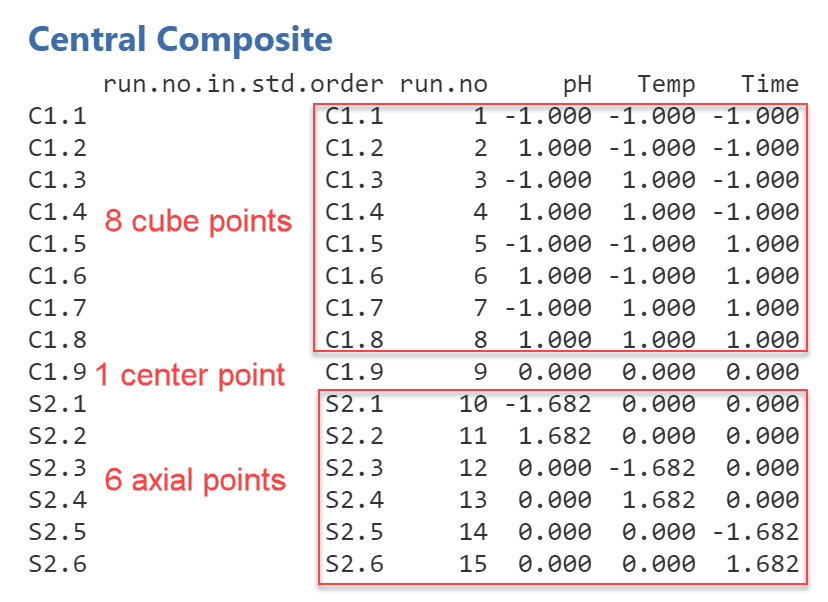 Central Composite
run.no.in.std.order run.no pH Temp Time
C1.1 C1.1 1 -1.000 -1.000 -1.000
C1.2 C1.2 2 1.000 -1.000 -1.000
C1.3 C1.3 3 -1.000 1.000 -1.000
C1.4 8 cube points C1.4 4 1.000 1.000 -1.000
C1.5 C1.5 5 -1.000 -1.000 1.000
C1.6 C1.6 6 1.000 -1.000 1.000
C1.7 C1.7 7 -1.000 1.000 1.000
C1.8 C1.8 8 1.000 1.000 1.000
C1.9 1 center point C1.9 9 0.000 0.000 0.000
S2.1 S2.1 10 -1.682 0.000 0.000
S2.2 S2.2 11 1.682 0.000 0.000
S2.3 6 axial points S2.3 12 0.000 -1.682 0.000
S2.4 S2.4 13 0.000 1.682 0.000
S2.5 S2.5 14 0.000 0.000 -1.682
S2.6 S2.6 15 0.000 0.000 1.682